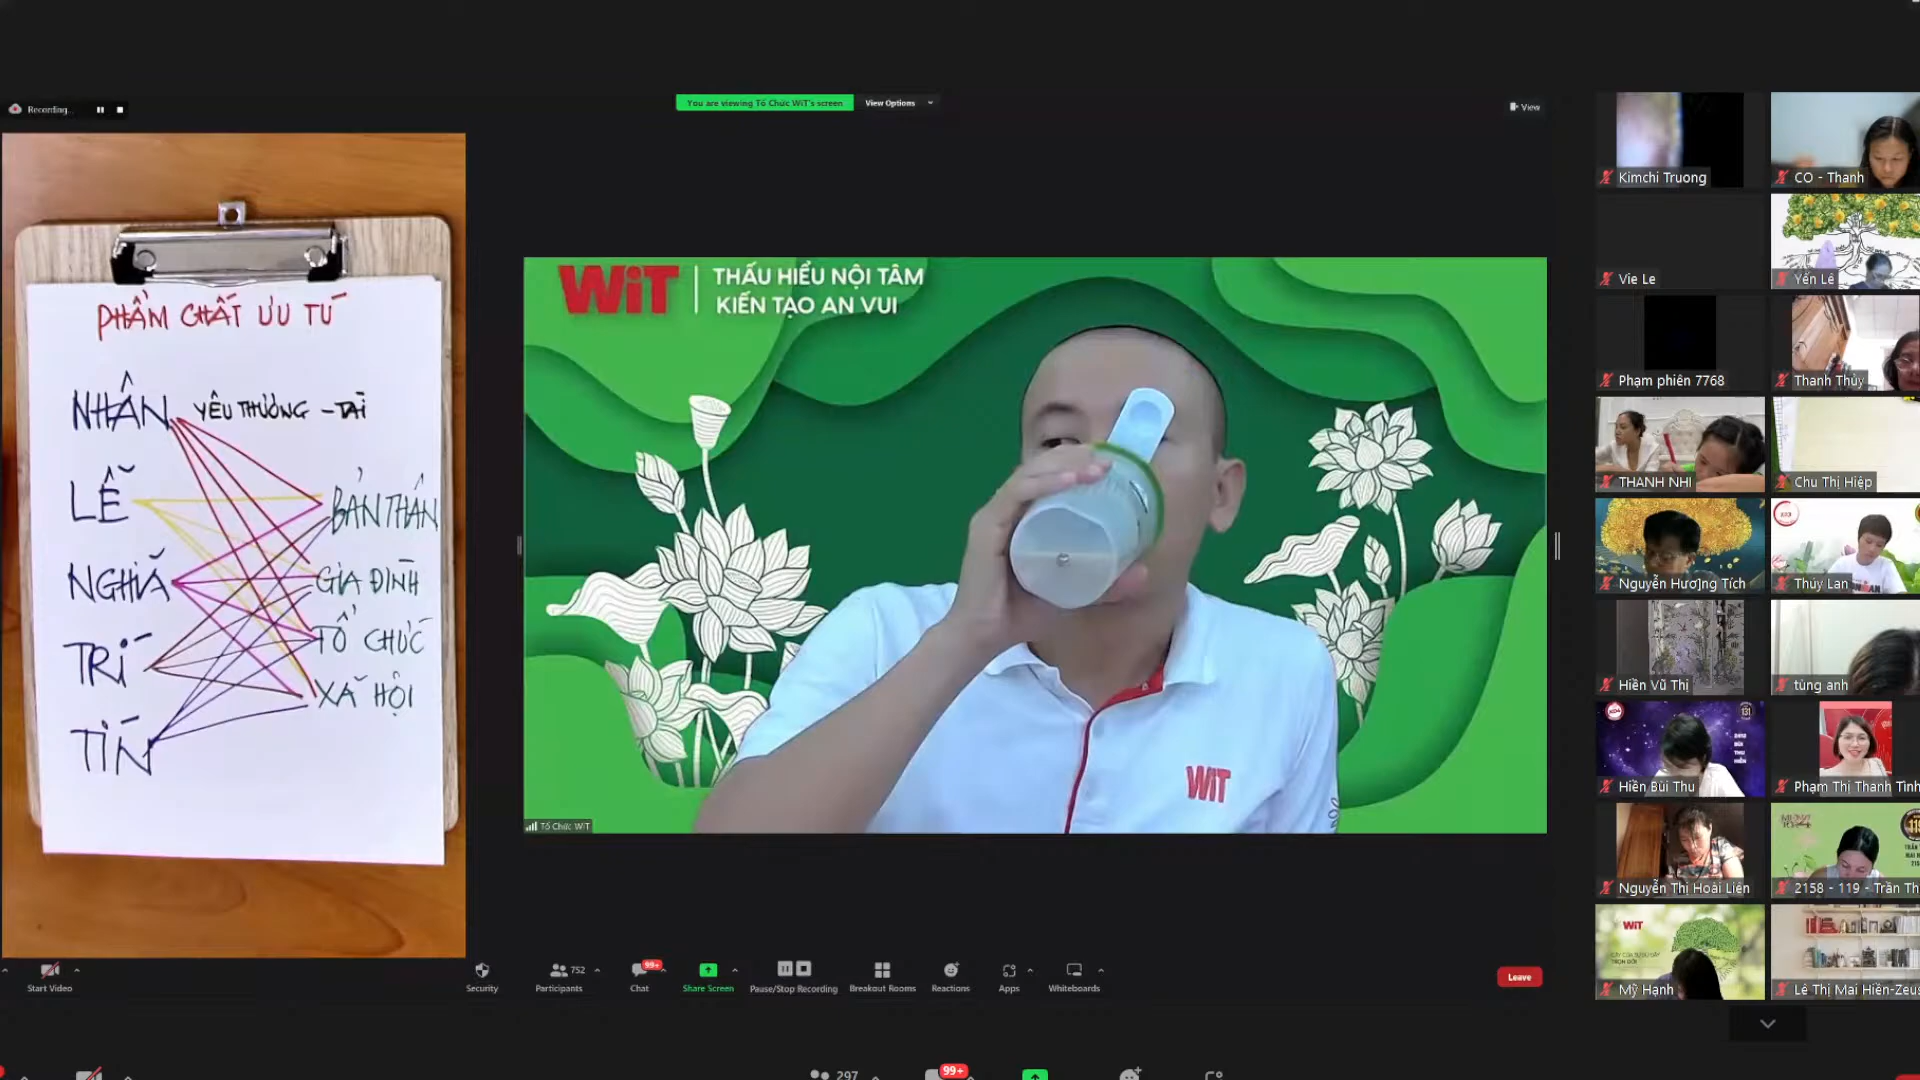 Recording...
You are viewing Tổ Chức WiT's screen
View Options
View
PHẨM CHẤT ƯU TÚ
NHÂN YÊU THƯƠNG - TÀI
LỄ
NGHĨA
TRÍ
TÍN
BẢN THÂN
GIA ĐÌNH
TỔ CHỨC
XÃ HỘI
WiT
THẤU HIỂU NỘI TÂM
KIẾN TẠO AN VUI
WiT
Tổ Chức WiT
Kimchi Truong
CO - Thanh
Vie Le
Yến Lê
Phạm phiên 7768
Thanh Thủy
THANH NHI
Chu Thị Hiệp
Nguyễn Hương Tích
Thúy Lan
Hiền Vũ Thị
tùng anh
Hiền Bùi Thu
Phạm Thị Thanh Tình
Nguyễn Thị Hoài Liên
2158 - 119 - Trần Th
WiT
Mỹ Hạnh
Lê Thị Mai Hiền-Zeus
Start Video
Security
752
Participants
99+
Chat
Share Screen
Pause/Stop Recording
Breakout Rooms
Reactions
Apps
Whiteboards
Leave
297
99+